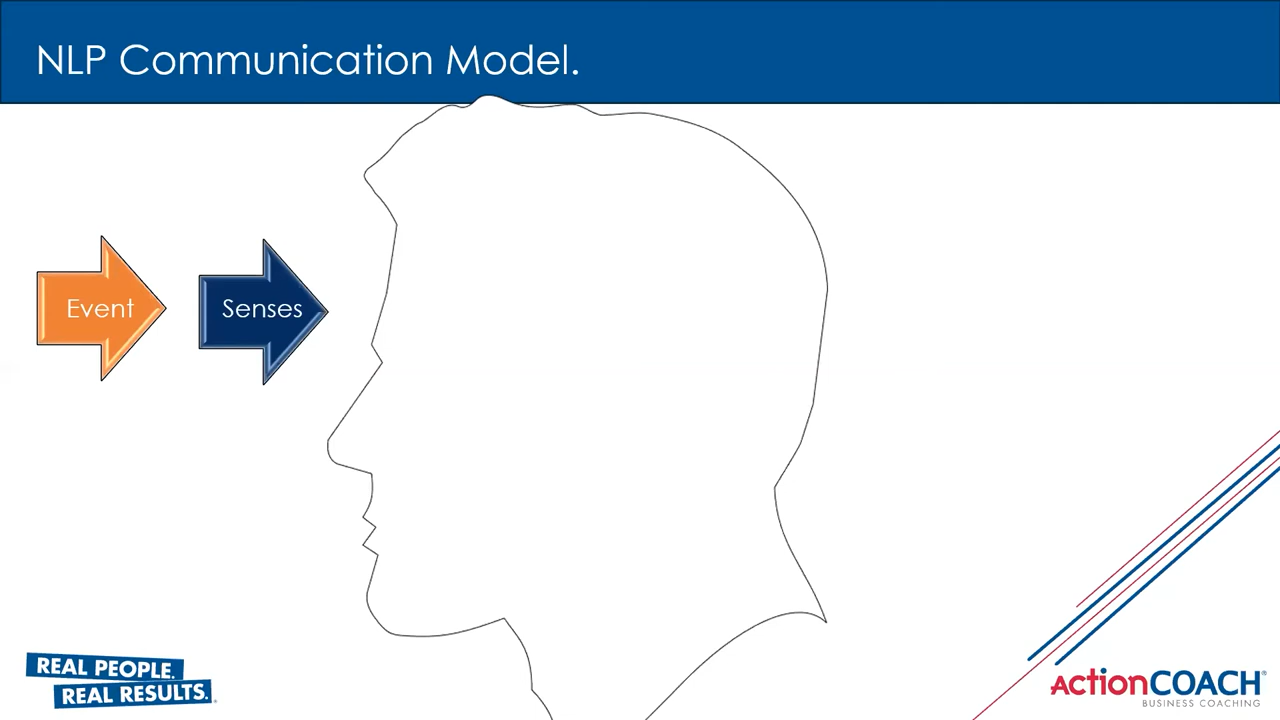 NLP Communication Model.
Event
Senses
REAL PEOPLE.
REAL RESULTS.
ActionCOACH®
BUSINESS COACHING